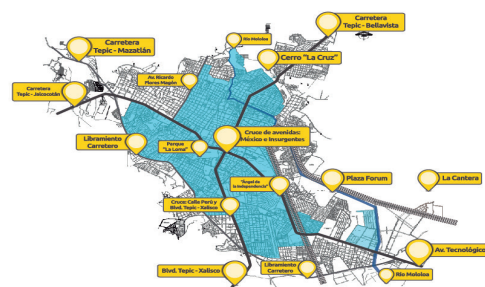 Carretera
Tepic - Bellavista
Río Mololoa
Carretera
Tepic - Mazatlán
Cerro "La Cruz"
Av. Ricardo
Flores Magón
Carretera
Tepic - Jalcocotán
Libramiento
Carretero
Parque
"La Loma"
Cruce de avenidas:
México e Insurgentes
"Ángel de
la Independencia"
Plaza Forum
La Cantera
Cruce: Calle Perú y
Blvd. Tepic - Xalisco
Av. Tecnológico
Blvd. Tepic - Xalisco
Libramiento
Carretero
Río Mololoa